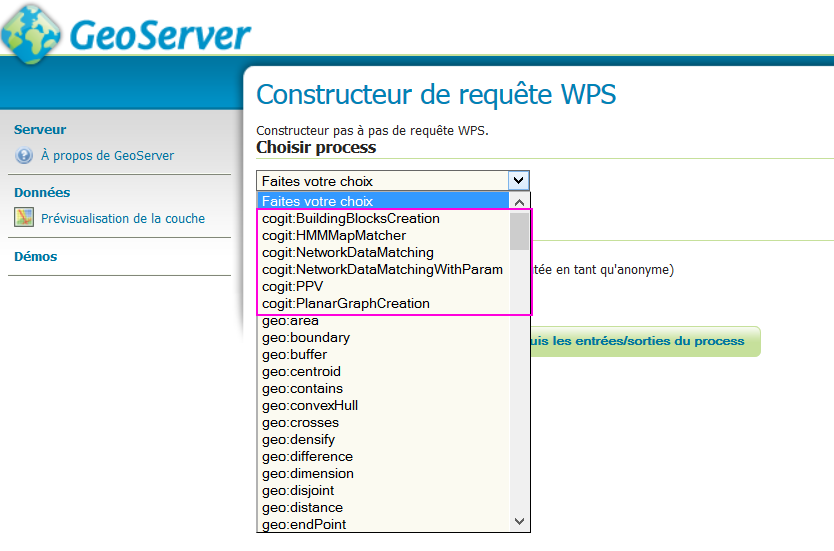 GeoServer
Constructeur de requête WPS
Constructeur pas à pas de requête WPS.
Choisir process
Serveur
À propos de GeoServer
Données
Prévisualisation de la couche
Démos
Faites votre choix
Faites votre choix
cogit:BuildingBlocksCreation
cogit:HMMMapMatcher
cogit:NetworkDataMatching
cogit:NetworkDataMatchingWithParam
cogit:PPV
cogit:PlanarGraphCreation
geo:area
geo:boundary
geo:buffer
geo:centroid
geo:contains
geo:convexHull
geo:crosses
geo:densify
geo:difference
geo:dimension
geo:disjoint
geo:distance
geo:endPoint
en tant qu'anonyme)
les entrées/sorties du process